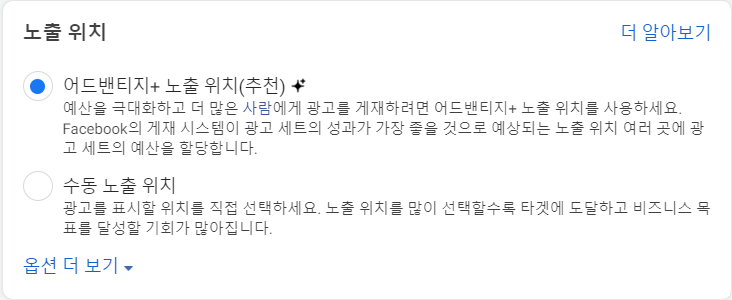 노출 위치
더 알아보기
어드밴티지+ 노출 위치(추천)
예산을 극대화하고 더 많은 사람에게 광고를 게재하려면 어드밴티지+ 노출 위치를 사용하세요.
Facebook의 게재 시스템이 광고 세트의 성과가 가장 좋을 것으로 예상되는 노출 위치 여러 곳에 광
고 세트의 예산을 할당합니다.
수동 노출 위치
광고를 표시할 위치를 직접 선택하세요. 노출 위치를 많이 선택할수록 타겟에 도달하고 비즈니스 목
표를 달성할 기회가 많아집니다.
옵션 더 보기